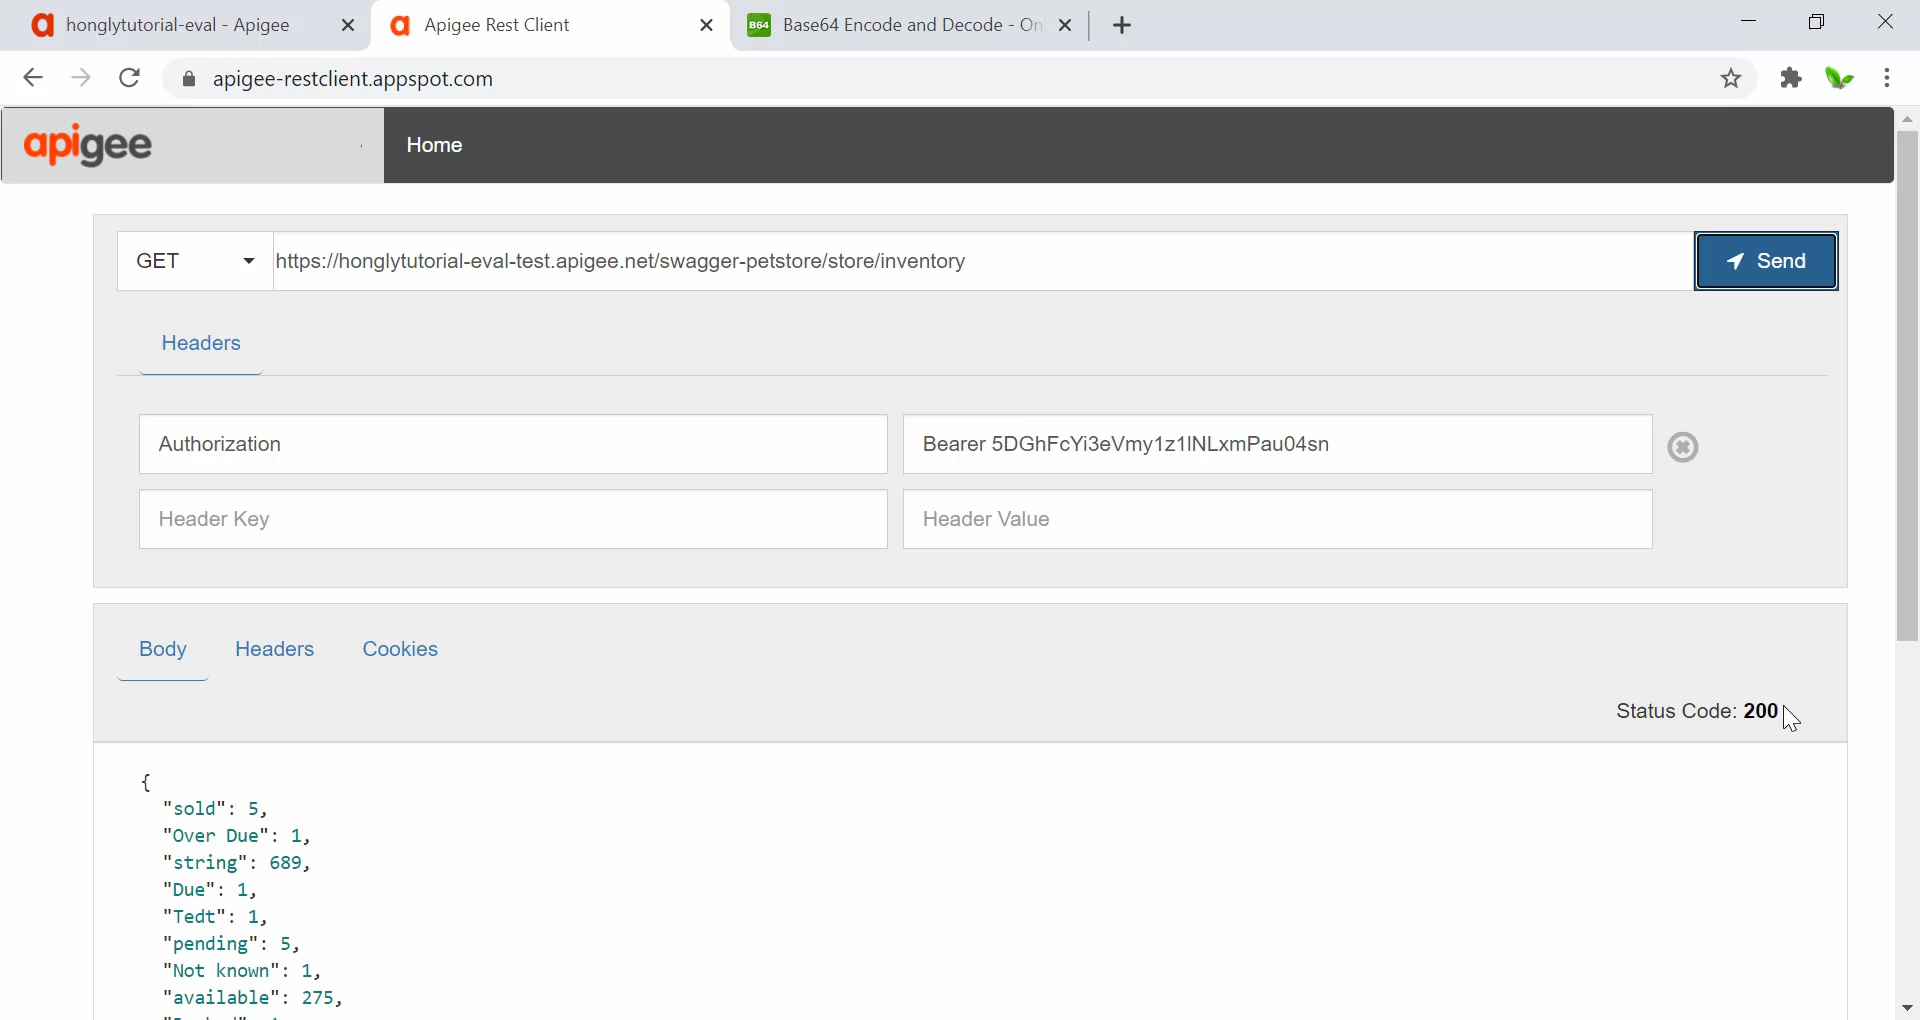 honglytutorial-eval - Apigee
Apigee Rest Client
B64 Base64 Encode and Decode - On
apigee-restclient.appspot.com
apigee
Home
GET
https://honglytutorial-eval-test.apigee.net/swagger-petstore/store/inventory
Send
Headers
Authorization
Bearer 5DGhFcYi3eVmy1z1INLxmPau04sn
Header Key
Header Value
Body Headers Cookies
Status Code: 200
{
"sold": 5,
"Over Due": 1,
"string": 689,
"Due": 1,
"Tedt": 1,
"pending": 5,
"Not known": 1,
"available": 275,